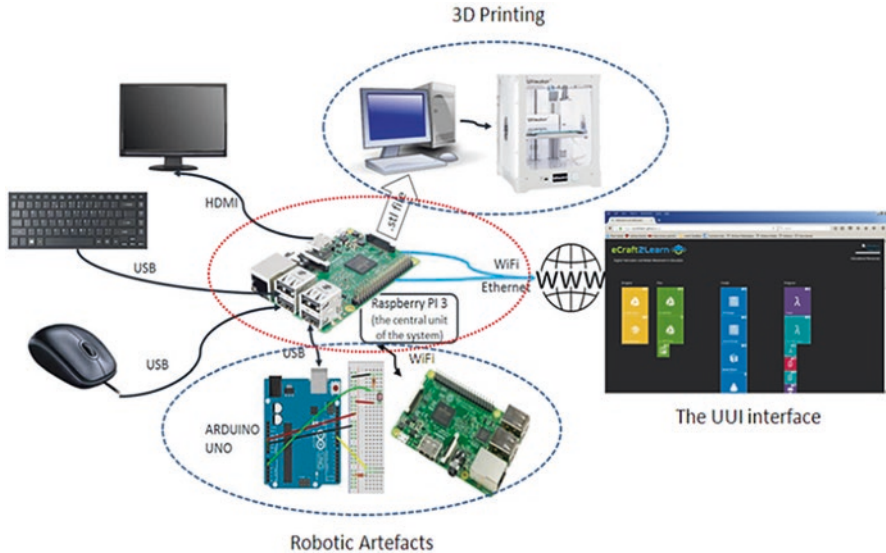 3D Printing
HDMI
.stl file
USB
WiFi
Ethernet
WWW
eCraft2Learn
Raspberry PI 3
(the central unit
of the system)
USB
USB
WiFi
ARDUINO
UNO
The UUI interface
Robotic Artefacts